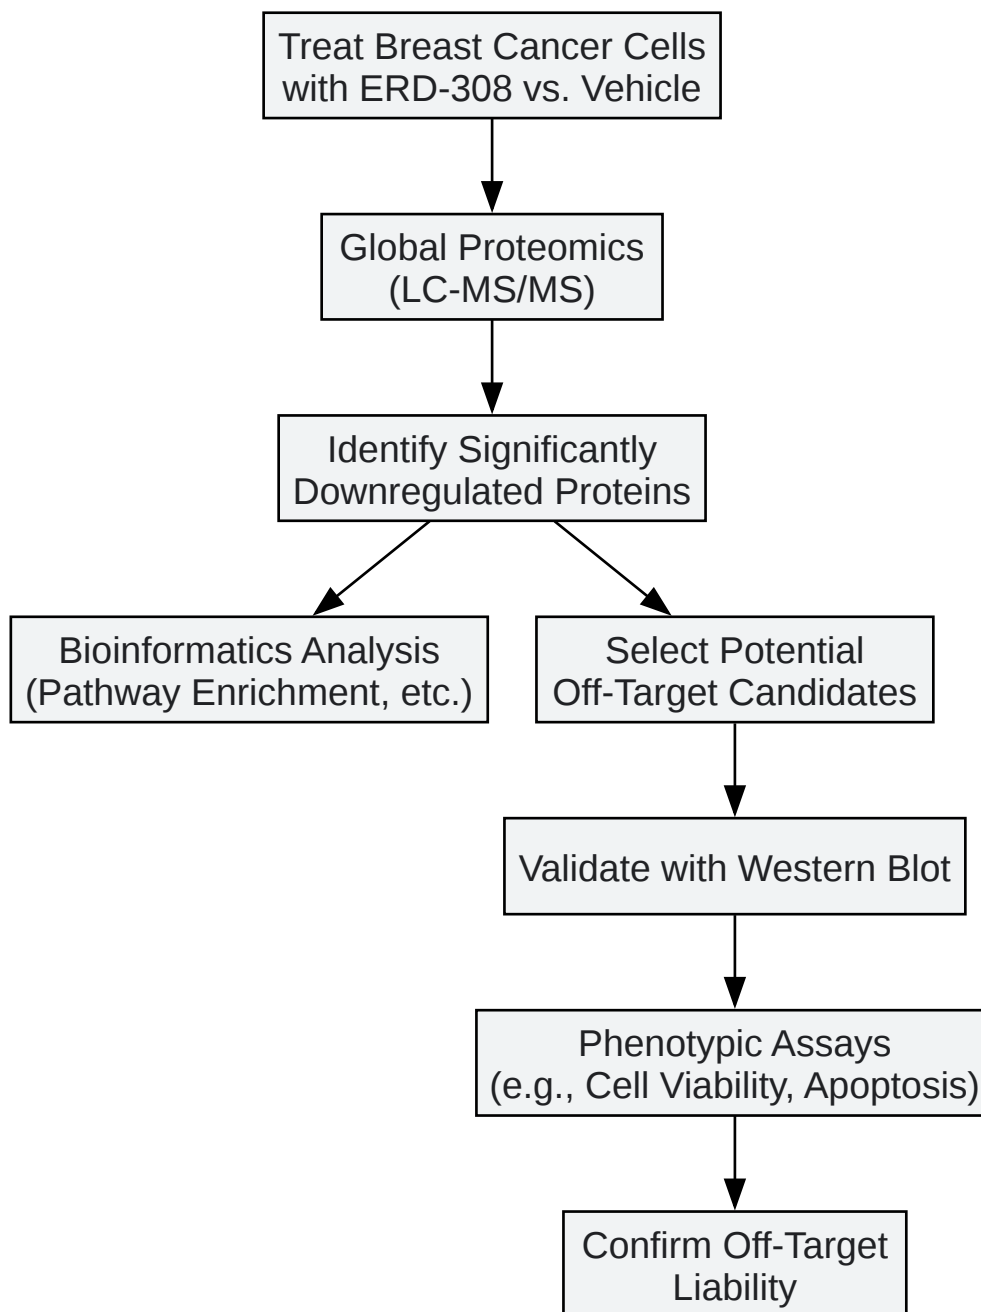 Treat Breast Cancer Cells
with ERD-308 vs. Vehicle
Global Proteomics
(LC-MS/MS)
Identify Significantly
Downregulated Proteins
Bioinformatics Analysis
(Pathway Enrichment, etc.)
Select Potential
Off-Target Candidates
Validate with Western Blot
Phenotypic Assays
(e.g., Cell Viability, Apoptosis)
Confirm Off-Target
Liability